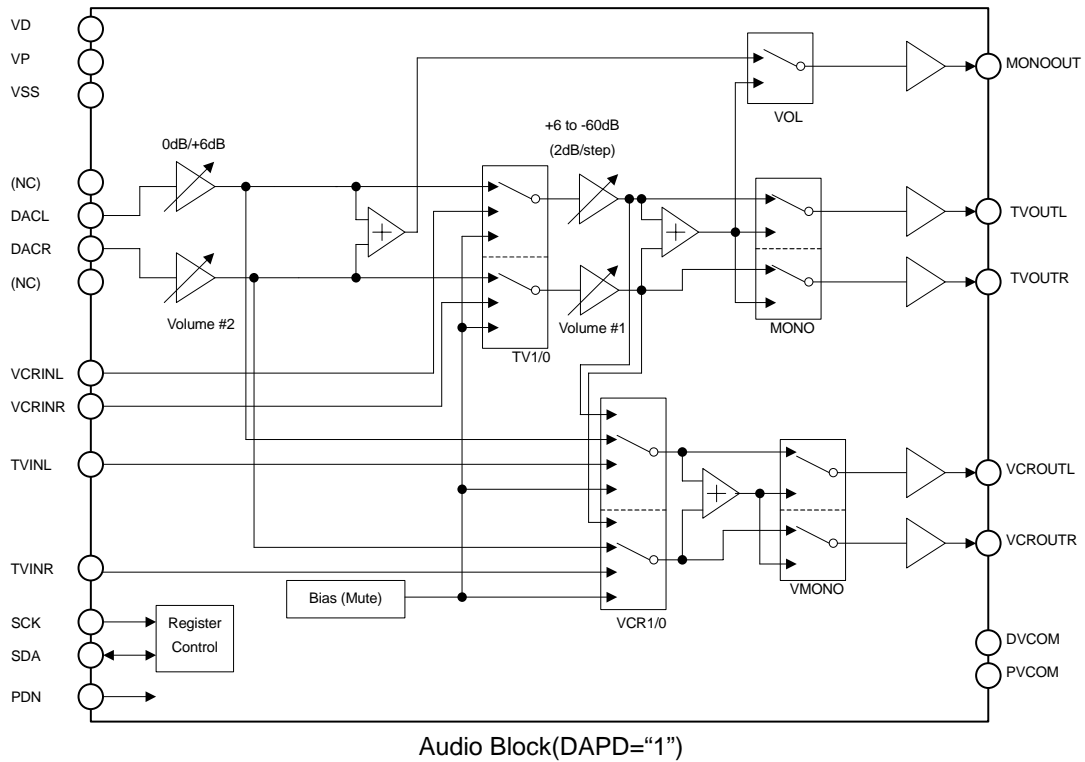 VD
VP
VSS
(NC)
DACL
DACR
(NC)
VCRINL
VCRINR
TVINL
TVINR
SCK
SDA
PDN
0dB/+6dB
Volume #2
+6 to -60dB
(2dB/step)
Volume #1
TV1/0
VOL
MONO
Bias (Mute)
VCR1/0
VMONO
Register
Control
MONOOUT
TVOUTL
TVOUTR
VCROUTL
VCROUTR
DVCOM
PVCOM
Audio Block(DAPD=“1”)